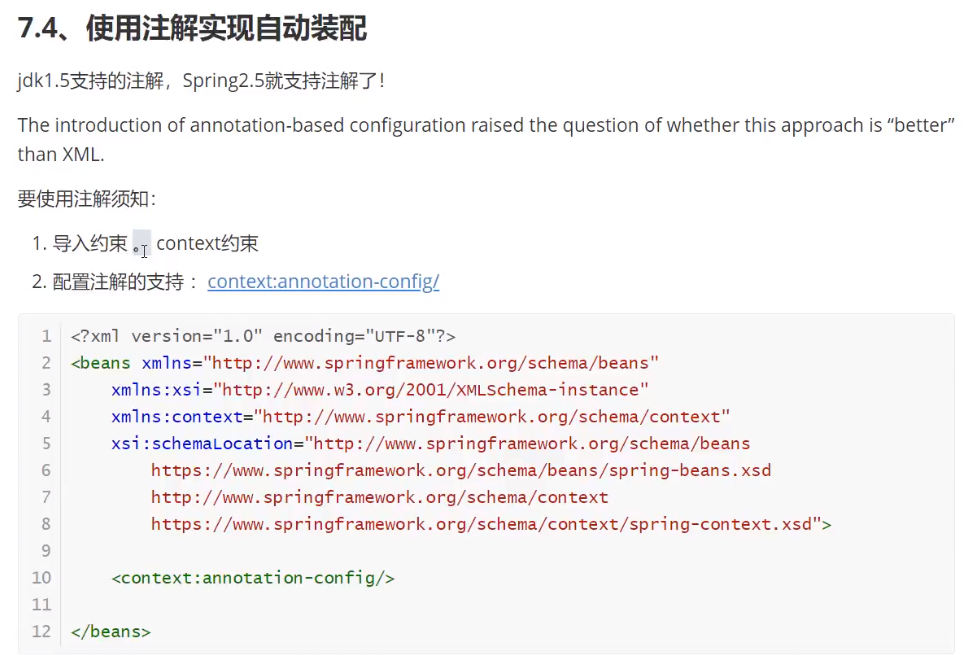 7.4、使用注解实现自动装配
jdk1.5支持的注解，Spring2.5就支持注解了！
The introduction of annotation-based configuration raised the question of whether this approach is “better”
than XML.
要使用注解须知：
1. 导入约束 。 context约束
2. 配置注解的支持 ： context:annotation-config/
1 <?xml version="1.0" encoding="UTF-8"?>
2 <beans xmlns="http://www.springframework.org/schema/beans"
3 xmlns:xsi="http://www.w3.org/2001/XMLSchema-instance"
4 xmlns:context="http://www.springframework.org/schema/context"
5 xsi:schemaLocation="http://www.springframework.org/schema/beans
6 https://www.springframework.org/schema/beans/spring-beans.xsd
7 http://www.springframework.org/schema/context
8 https://www.springframework.org/schema/context/spring-context.xsd">
9
10 <context:annotation-config/>
11
12 </beans>